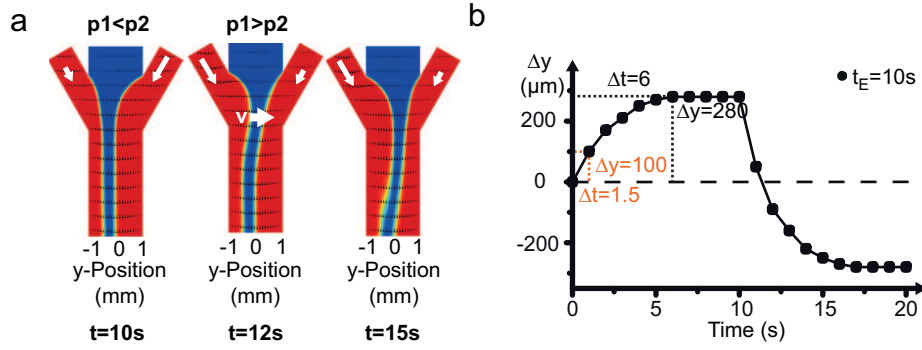 a
p1<p2
p1>p2
v
-1 0 1
-1 0 1
-1 0 1
y-Position
(mm)
y-Position
(mm)
y-Position
(mm)
t=10s
t=12s
t=15s
b
Δy
(μm)
200
0
-200
Δt=6
Δy=280
Δy=100
Δt=1.5
t_E=10s
0 5 10 15 20
Time (s)